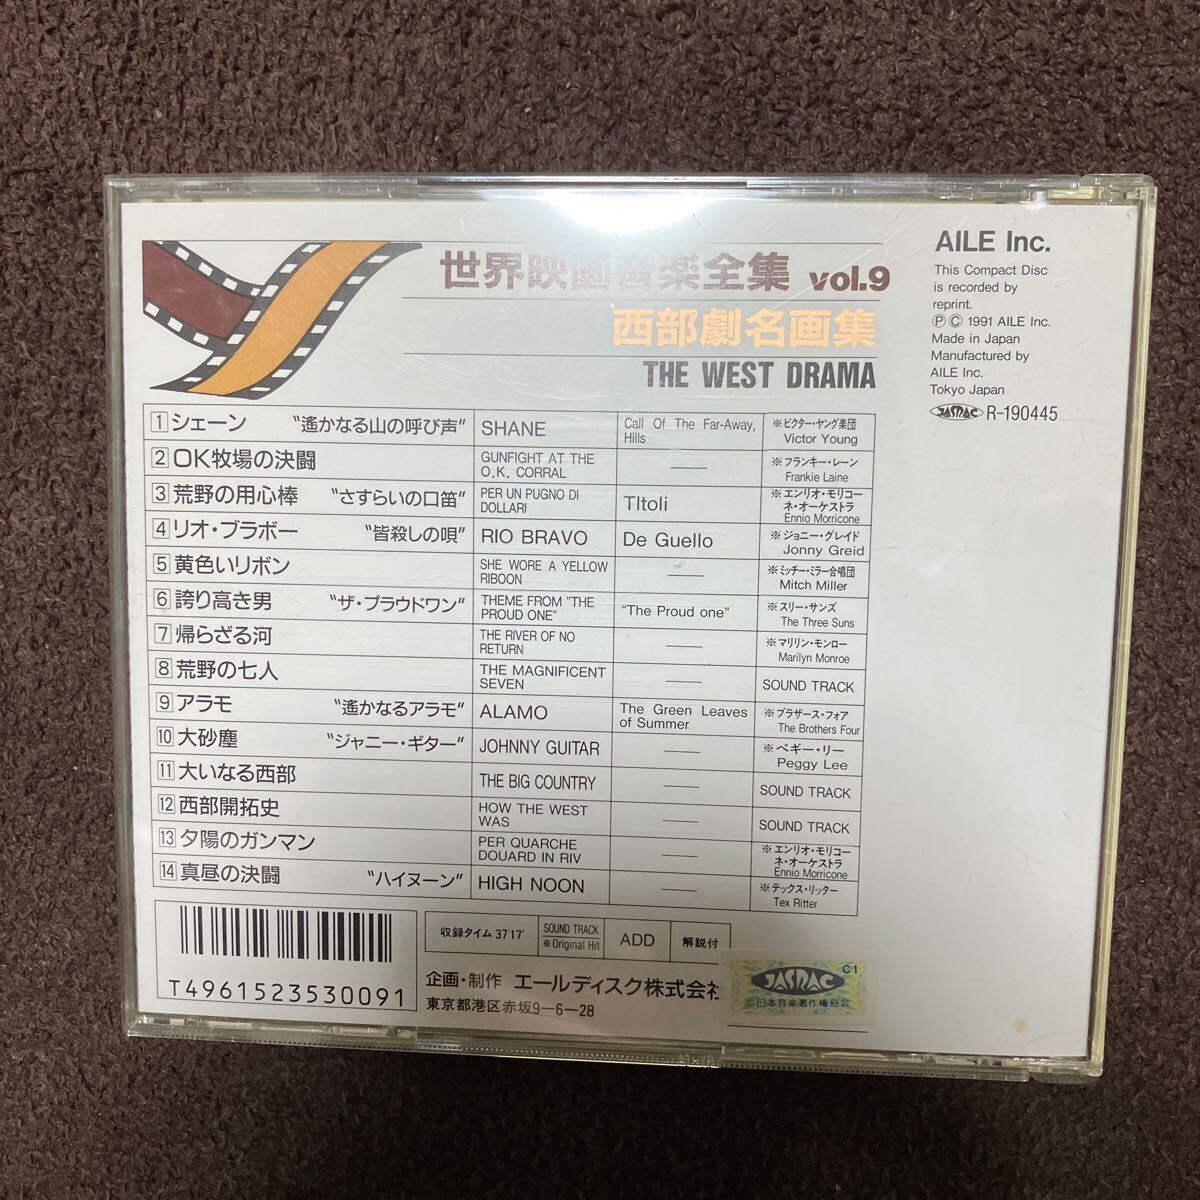 世界映画音楽全集 vol.9
西部劇名画集
THE WEST DRAMA
AILE Inc.
This Compact Disc
is recorded by
reprint.
ⓅⒸ 1991 AILE Inc.
Made in Japan
Manufactured by
AILE Inc.
Tokyo Japan
JASRAC R-190445
1 シェーン "遙かなる山の呼び声" SHANE Call Of The Far-Away, Hills ※ビクター・ヤング楽団 Victor Young
2 OK牧場の決闘 GUNFIGHT AT THE O.K. CORRAL — ※フランキー・レーン Frankie Laine
3 荒野の用心棒 "さすらいの口笛" PER UN PUGNO DI DOLLARI TItoli ※エンリオ・モリコーネ・オーケストラ Ennio Morricone
4 リオ・ブラボー "皆殺しの唄" RIO BRAVO De Guello ※ジョニー・グレイド Jonny Greid
5 黄色いリボン SHE WORE A YELLOW RIBOON — ※ミッチー・ミラー合唱団 Mitch Miller
6 誇り高き男 "ザ・プラウドワン" THEME FROM "THE PROUD ONE" "The Proud one" ※スリー・サンズ The Three Suns
7 帰らざる河 THE RIVER OF NO RETURN — ※マリリン・モンロー Marilyn Monroe
8 荒野の七人 THE MAGNIFICENT SEVEN — SOUND TRACK
9 アラモ "遙かなるアラモ" ALAMO The Green Leaves of Summer ※ブラザース・フォア The Brothers Four
10 大砂塵 "ジャニー・ギター" JOHNNY GUITAR — ※ペギー・リー Peggy Lee
11 大いなる西部 THE BIG COUNTRY — SOUND TRACK
12 西部開拓史 HOW THE WEST WAS — SOUND TRACK
13 夕陽のガンマン PER QUARCHE DOUARD IN RIV — ※エンリオ・モリコーネ・オーケストラ Ennio Morricone
14 真昼の決闘 "ハイヌーン" HIGH NOON — ※テックス・リッター Tex Ritter
T4961523530091
収録タイム 37'17" SOUND TRACK ※Original Hit ADD 解説付
企画・制作 エールディスク株式会社
東京都港区赤坂9-6-28
C1
JASRAC
日本音楽著作権協会